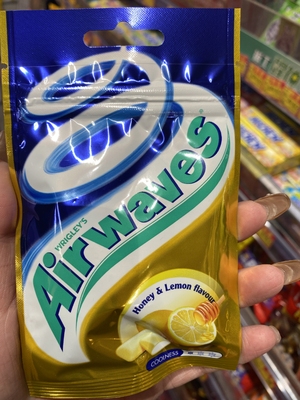 WRIGLEY'S
Airwaves
Honey & Lemon flavour
COOLNESS